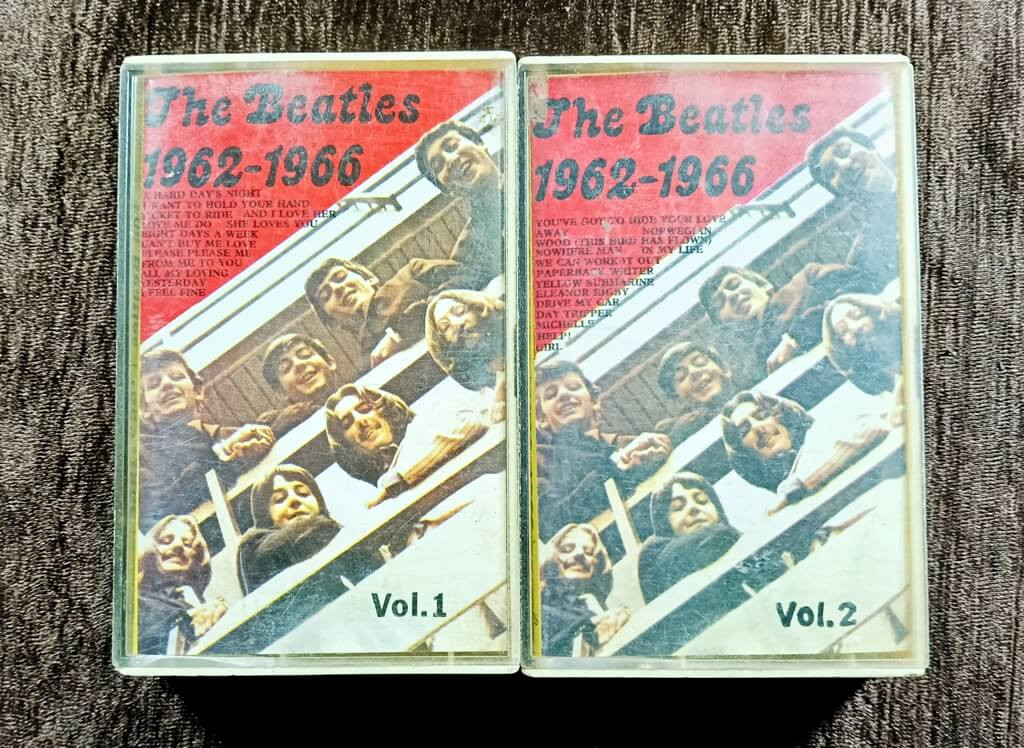 The Beatles
1962-1966
HARD DAY'S NIGHT
WANT TO HOLD YOUR HAND
TICKET TO RIDE AND I LOVE HER
LOVE ME DO SHE LOVES YOU
EIGHT DAYS A WEEK
CAN'T BUY ME LOVE
PLEASE PLEASE ME
FROM ME TO YOU
ALL MY LOVING
YESTERDAY
I FEEL FINE
Vol.1
The Beatles
1962-1966
YOU'VE GOT TO HIDE YOUR LOVE
AWAY NORWEGIAN
WOOD (THIS BIRD HAS FLOWN)
NOWHERE MAN IN MY LIFE
WE CAN WORK OUT
PAPERBACK WRITER
YELLOW SUBMARINE
ELEANOR RIGBY
DRIVE MY CAR
DAY TRIPPER
MICHELLE
HELP!
GIRL
Vol.2